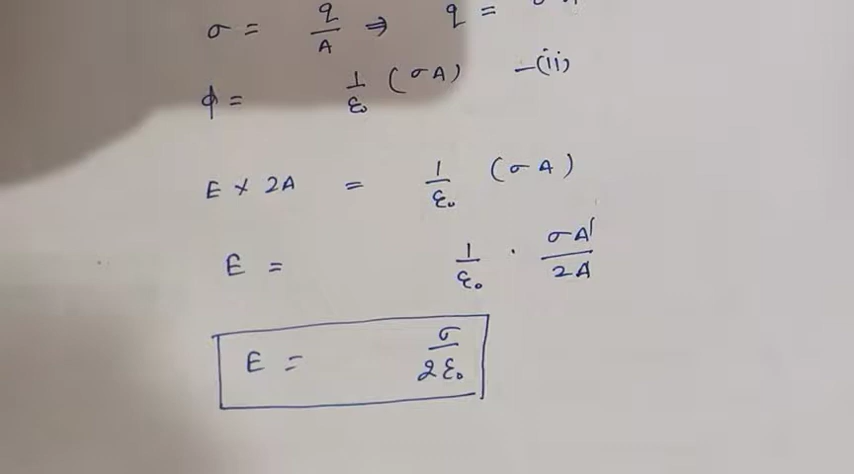 σ = q/A ⇒ q =
ϕ = 1/ε₀ (σA) —(ii)
E × 2A = 1/ε₀ (σA)
E = 1/ε₀ · σA/2A
E = σ/2ε₀